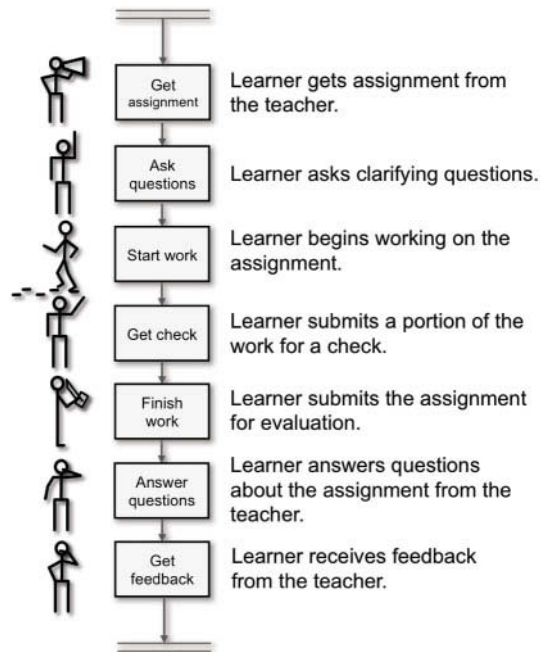 Get
assignment
Learner gets assignment from
the teacher.
Ask
questions
Learner asks clarifying questions.
Start work
Learner begins working on the
assignment.
Get check
Learner submits a portion of the
work for a check.
Finish
work
Learner submits the assignment
for evaluation.
Answer
questions
Learner answers questions
about the assignment from the
teacher.
Get
feedback
Learner receives feedback
from the teacher.